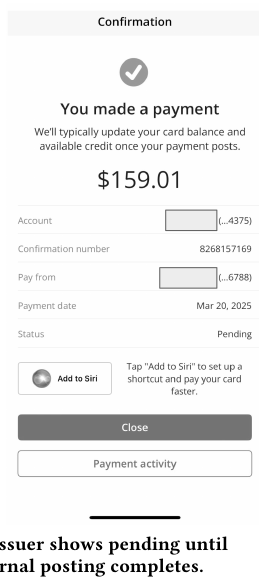 Confirmation
You made a payment
We'll typically update your card balance and
available credit once your payment posts.
$159.01
Account (...4375)
Confirmation number 8268157169
Pay from (...6788)
Payment date Mar 20, 2025
Status Pending
Add to Siri
Tap "Add to Siri" to set up a
shortcut and pay your card
faster.
Close
Payment activity
ssuer shows pending until
rnal posting completes.